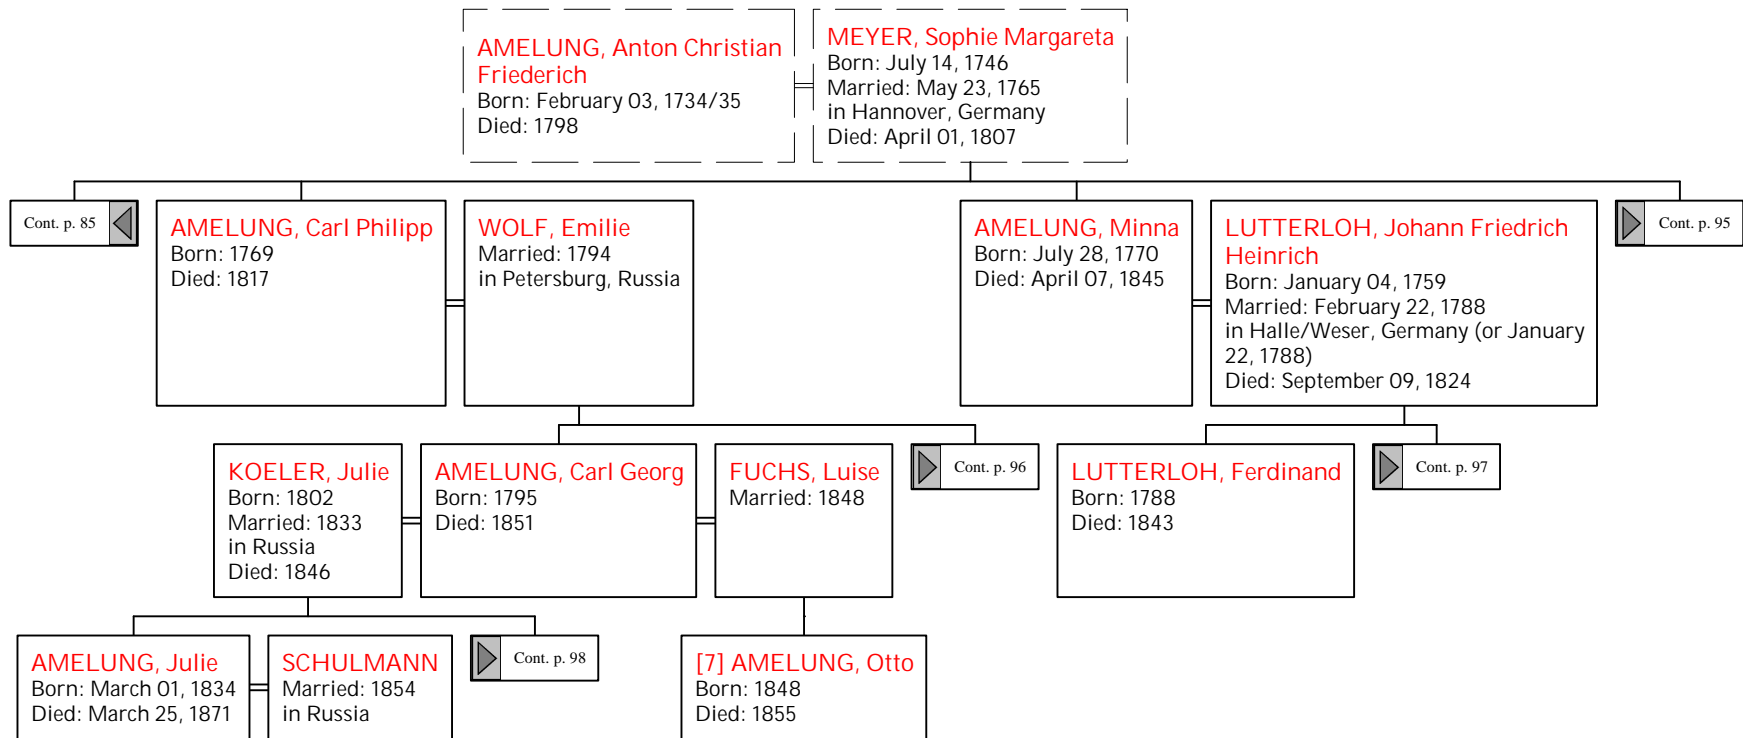 AMELUNG, Anton Christian
Friederich
Born: February 03, 1734/35
Died: 1798
MEYER, Sophie Margareta
Born: July 14, 1746
Married: May 23, 1765
in Hannover, Germany
Died: April 01, 1807
Cont. p. 85
AMELUNG, Carl Philipp
Born: 1769
Died: 1817
WOLF, Emilie
Married: 1794
in Petersburg, Russia
AMELUNG, Minna
Born: July 28, 1770
Died: April 07, 1845
LUTTERLOH, Johann Friedrich
Heinrich
Born: January 04, 1759
Married: February 22, 1788
in Halle/Weser, Germany (or January
22, 1788)
Died: September 09, 1824
Cont. p. 95
KOELER, Julie
Born: 1802
Married: 1833
in Russia
Died: 1846
AMELUNG, Carl Georg
Born: 1795
Died: 1851
FUCHS, Luise
Married: 1848
Cont. p. 96
LUTTERLOH, Ferdinand
Born: 1788
Died: 1843
Cont. p. 97
AMELUNG, Julie
Born: March 01, 1834
Died: March 25, 1871
SCHULMANN
Married: 1854
in Russia
Cont. p. 98
[7] AMELUNG, Otto
Born: 1848
Died: 1855